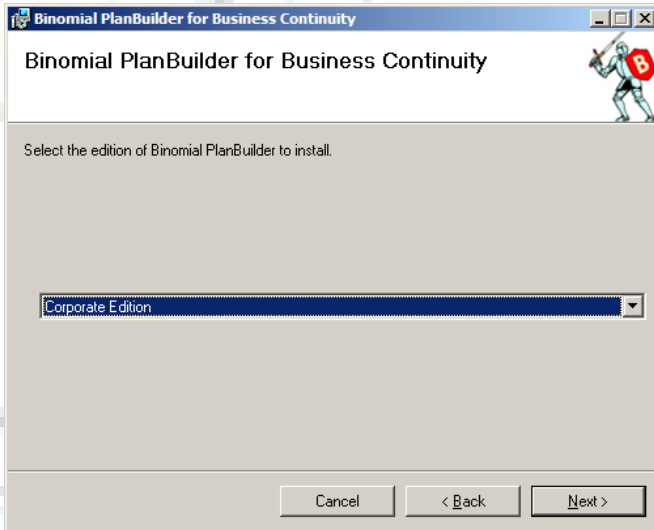 Binomial PlanBuilder for Business Continuity
Binomial PlanBuilder for Business Continuity
B
Select the edition of Binomial PlanBuilder to install.
Corporate Edition
Cancel
< Back
Next >